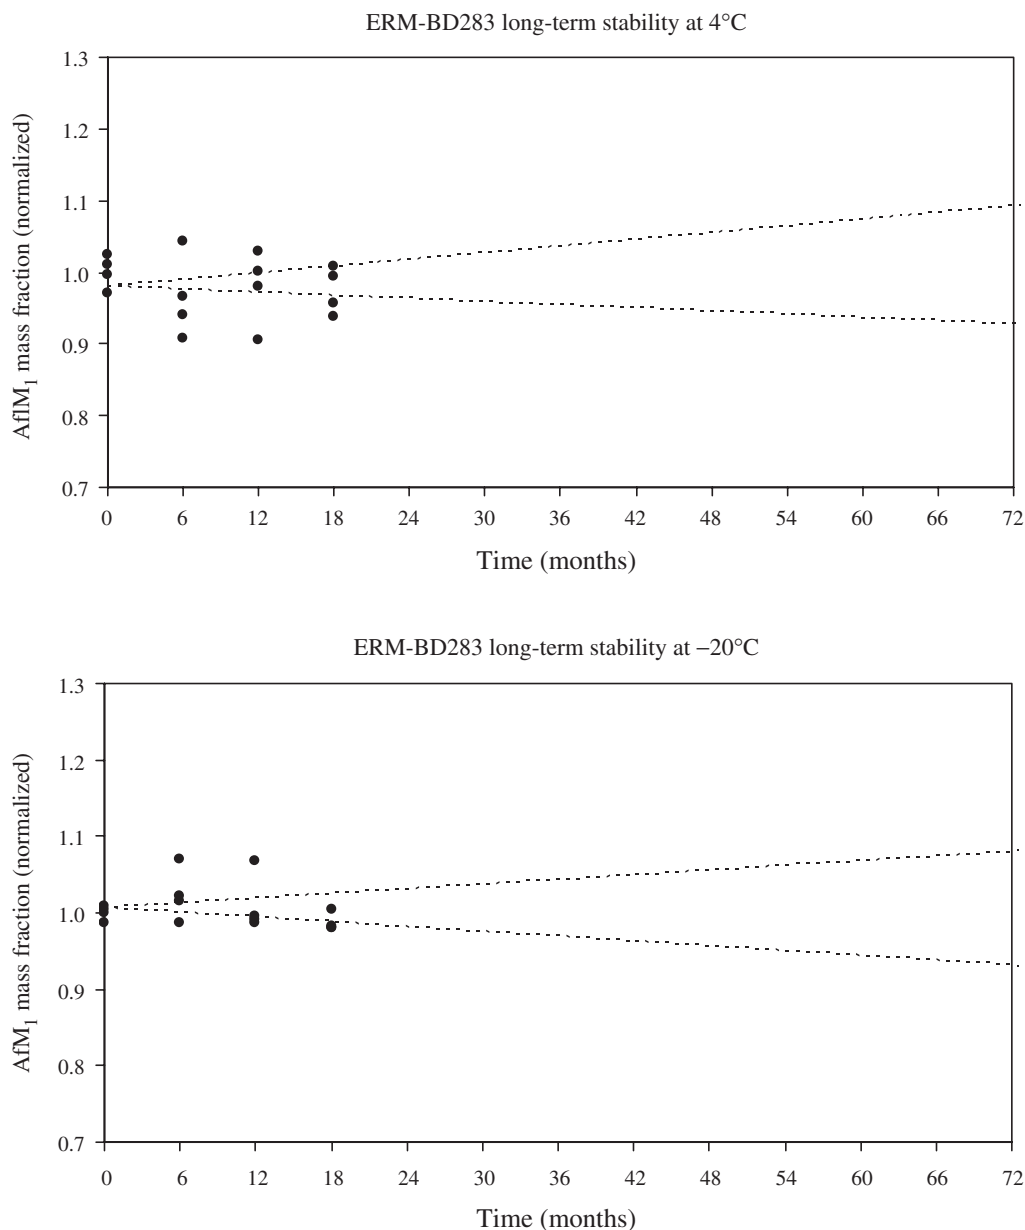 ERM-BD283 long-term stability at 4°C
1.3
1.2
1.1
1.0
0.9
0.8
0.7
AflM1 mass fraction (normalized)
0 6 12 18 24 30 36 42 48 54 60 66 72
Time (months)
ERM-BD283 long-term stability at −20°C
1.3
1.2
1.1
1.0
0.9
0.8
0.7
AfM1 mass fraction (normalized)
0 6 12 18 24 30 36 42 48 54 60 66 72
Time (months)